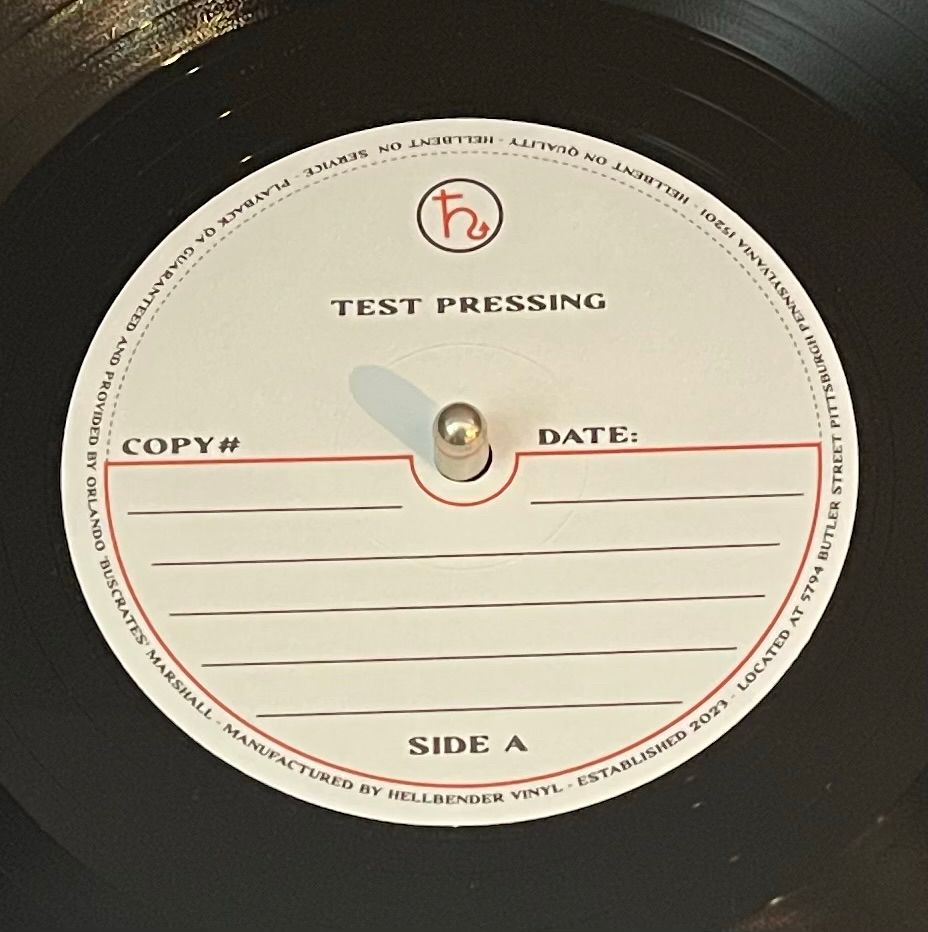 TEST PRESSING
COPY#
DATE:
SIDE A
PLAYBACK QA GUARANTEED AND PROVIDED BY ORLANDO 'BUSCRATES' MARSHALL - MANUFACTURED BY HELLBENDER VINYL - ESTABLISHED 2023 - LOCATED AT 5794 BUTLER STREET PITTSBURGH PENNSYLVANIA 15201 - HELLBENT ON QUALITY - HELLBENT ON SERVICE -